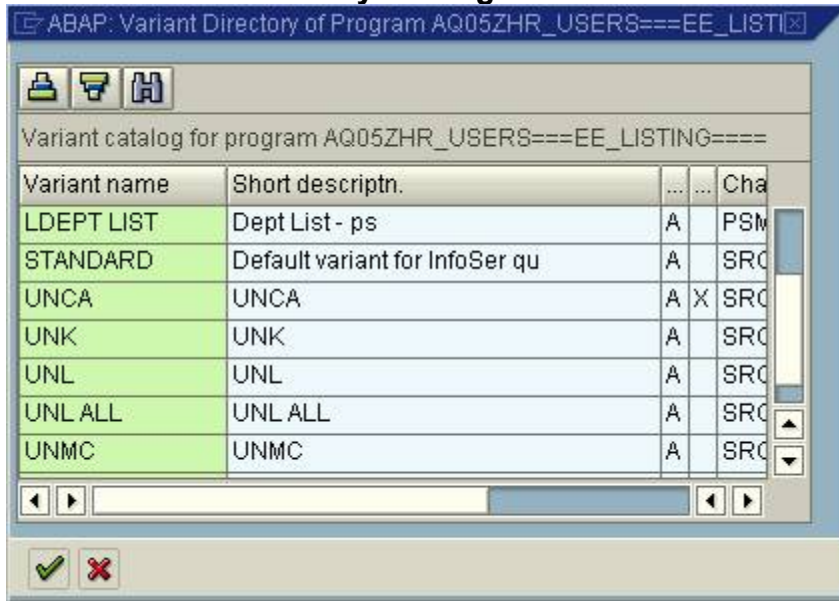 ABAP: Variant Directory of Program AQ05ZHR_USERS===EE_LISTI
Variant catalog for program AQ05ZHR_USERS===EE_LISTING====
Variant name Short descriptn. ... ... Cha
LDEPT LIST Dept List - ps A PSM
STANDARD Default variant for InfoSer qu A SRC
UNCA UNCA A X SRC
UNK UNK A SRC
UNL UNL A SRC
UNL ALL UNL ALL A SRC
UNMC UNMC A SRC